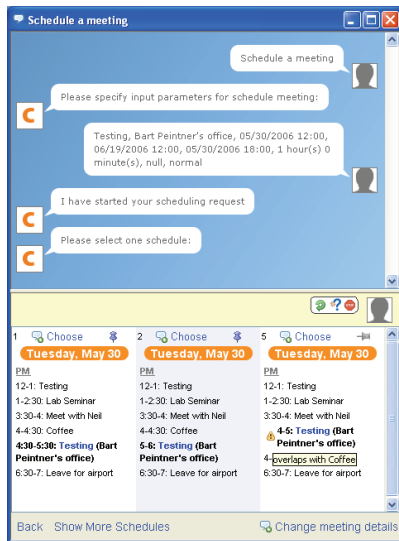 Schedule a meeting
Schedule a meeting
Please specify input parameters for schedule meeting:
C
Testing, Bart Peintner's office, 05/30/2006 12:00,
06/19/2006 12:00, 05/30/2006 18:00, 1 hour(s) 0
minute(s), null, normal
I have started your scheduling request
C
Please select one schedule:
C
?
STOP
1 Choose
Tuesday, May 30
PM
12-1: Testing
1-2:30: Lab Seminar
3:30-4: Meet with Neil
4-4:30: Coffee
4:30-5:30: Testing (Bart
Peintner's office)
6:30-7: Leave for airport
2 Choose
Tuesday, May 30
PM
12-1: Testing
1-2:30: Lab Seminar
3:30-4: Meet with Neil
4-4:30: Coffee
5-6: Testing (Bart
Peintner's office)
6:30-7: Leave for airport
5 Choose
Tuesday, May 30
PM
12-1: Testing
1-2:30: Lab Seminar
3:30-4: Meet with Neil
4-5: Testing (Bart
Peintner's office)
4-overlaps with Coffee
6:30-7: Leave for airport
Back Show More Schedules Change meeting details